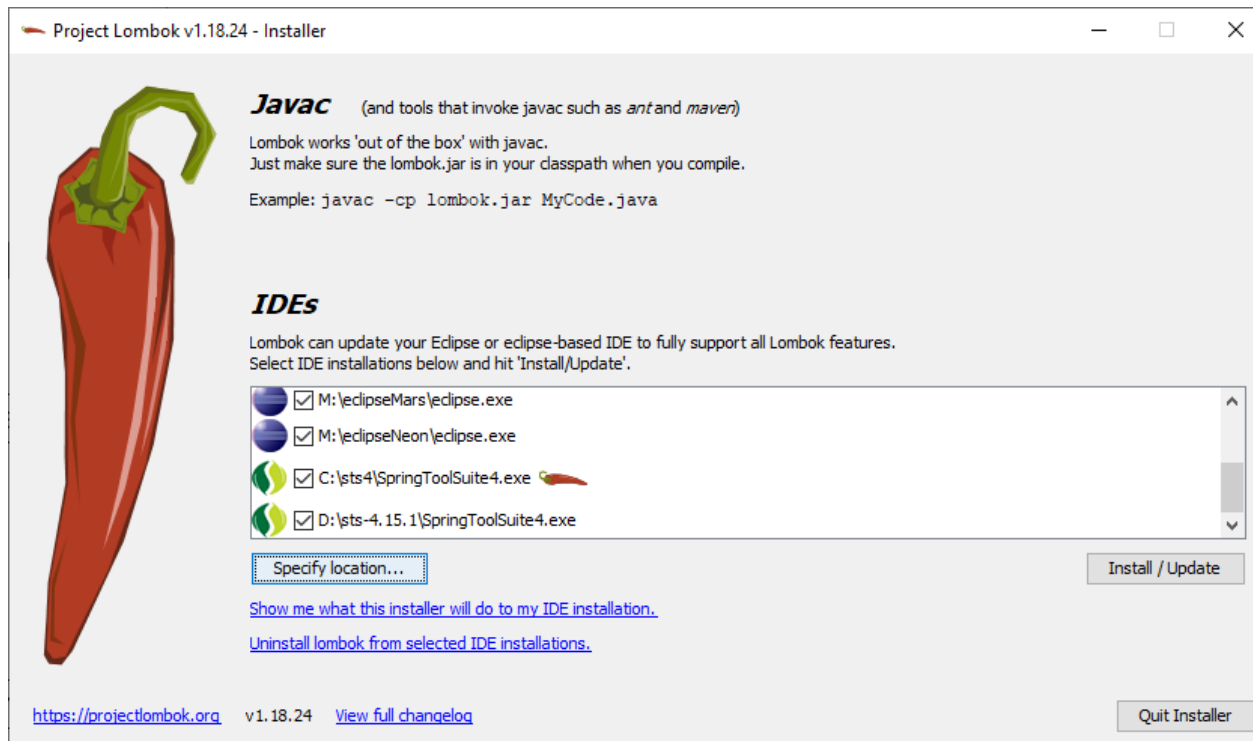 Project Lombok v1.18.24 - Installer
Javac (and tools that invoke javac such as ant and maven)
Lombok works 'out of the box' with javac.
Just make sure the lombok.jar is in your classpath when you compile.
Example: javac -cp lombok.jar MyCode.java
IDEs
Lombok can update your Eclipse or eclipse-based IDE to fully support all Lombok features.
Select IDE installations below and hit 'Install/Update'.
M:\eclipseMars\eclipse.exe
M:\eclipseNeon\eclipse.exe
C:\sts4\SpringToolSuite4.exe
D:\sts-4.15.1\SpringToolSuite4.exe
Specify location... Install / Update
Show me what this installer will do to my IDE installation.
Uninstall lombok from selected IDE installations.
https://projectlombok.org v1.18.24 View full changelog Quit Installer